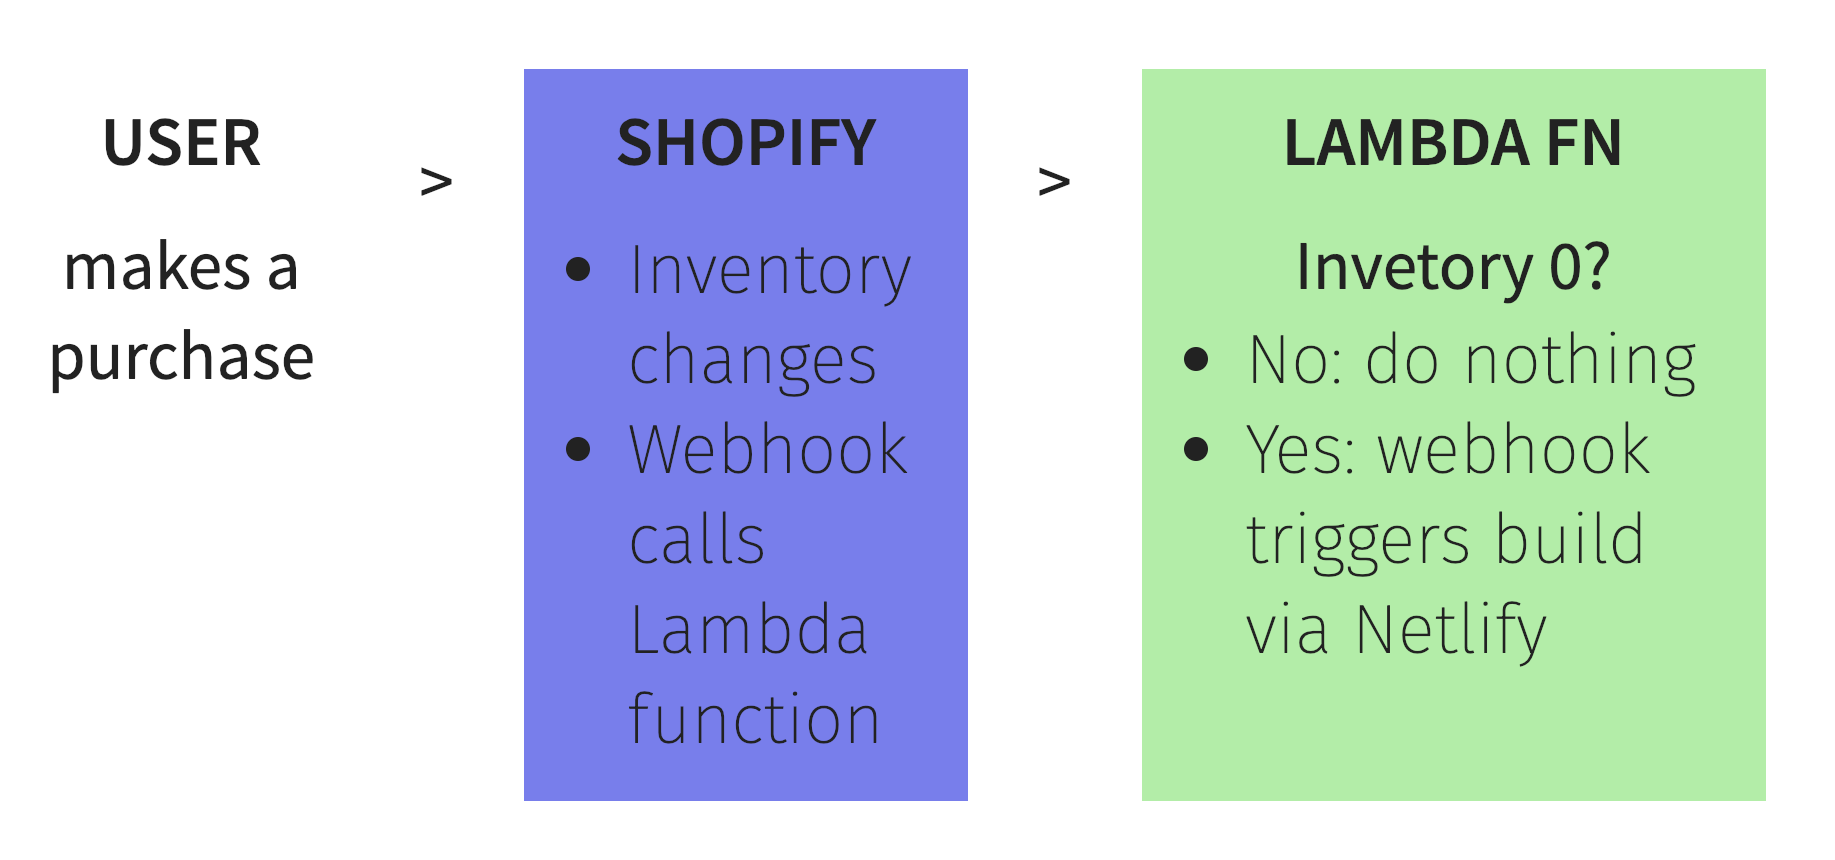 USER
makes a
purchase
>
SHOPIFY
• Inventory
changes
• Webhook
calls
Lambda
function
>
LAMBDA FN
Invetory 0?
• No: do nothing
• Yes: webhook
triggers build
via Netlify